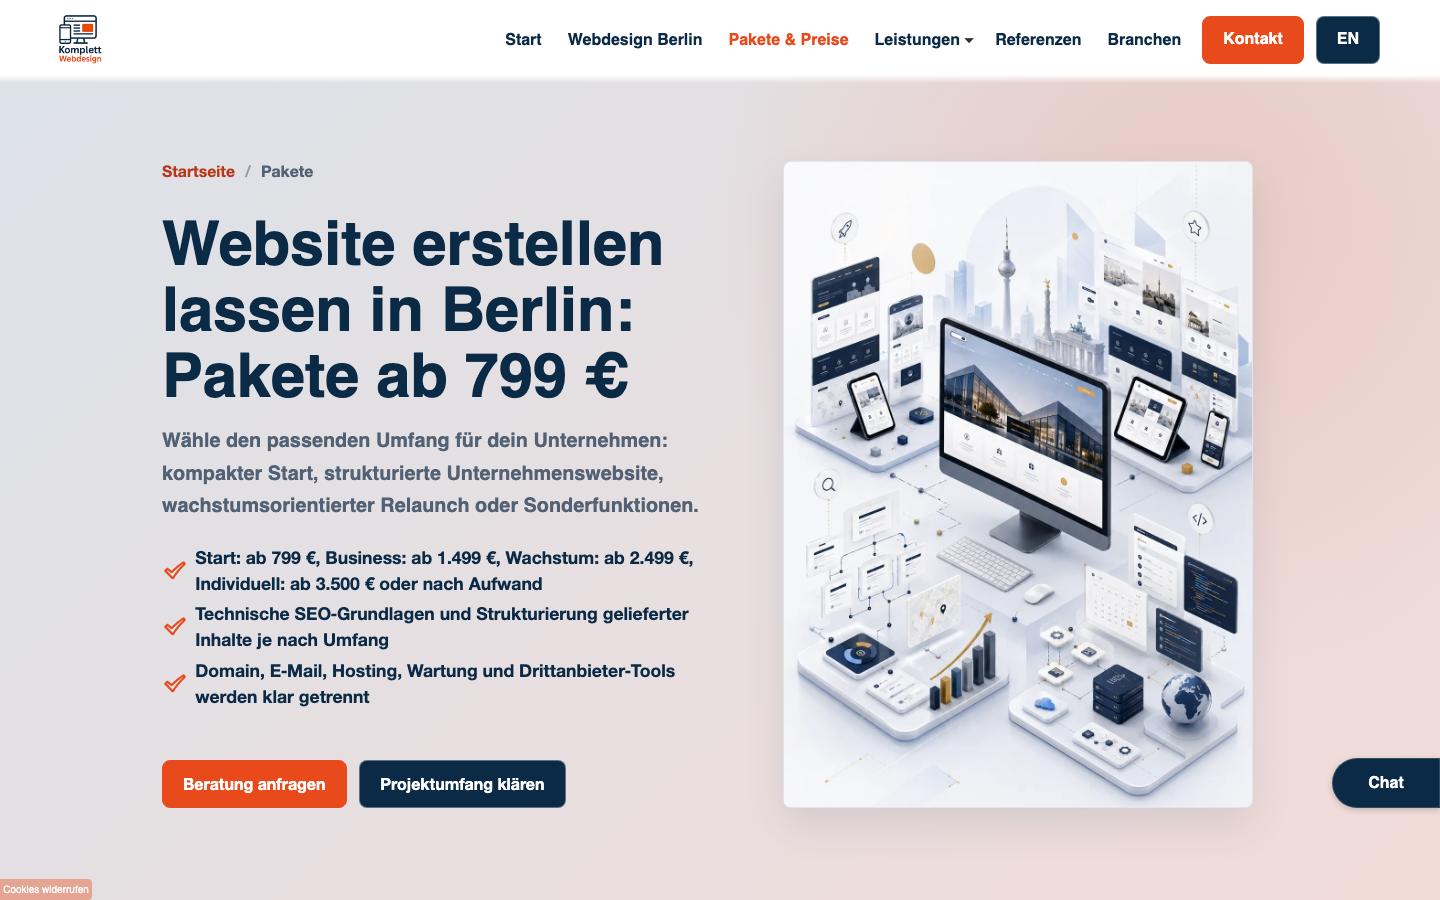 Komplett
Webdesign
Start
Webdesign Berlin
Pakete & Preise
Leistungen
Referenzen
Branchen
Kontakt
EN
Startseite / Pakete
Website erstellen
lassen in Berlin:
Pakete ab 799 €
Wähle den passenden Umfang für dein Unternehmen:
kompakter Start, strukturierte Unternehmenswebsite,
wachstumsorientierter Relaunch oder Sonderfunktionen.
Start: ab 799 €, Business: ab 1.499 €, Wachstum: ab 2.499 €,
Individuell: ab 3.500 € oder nach Aufwand
Technische SEO-Grundlagen und Strukturierung gelieferter
Inhalte je nach Umfang
Domain, E-Mail, Hosting, Wartung und Drittanbieter-Tools
werden klar getrennt
Beratung anfragen
Projektumfang klären
Chat
Cookies widerrufen